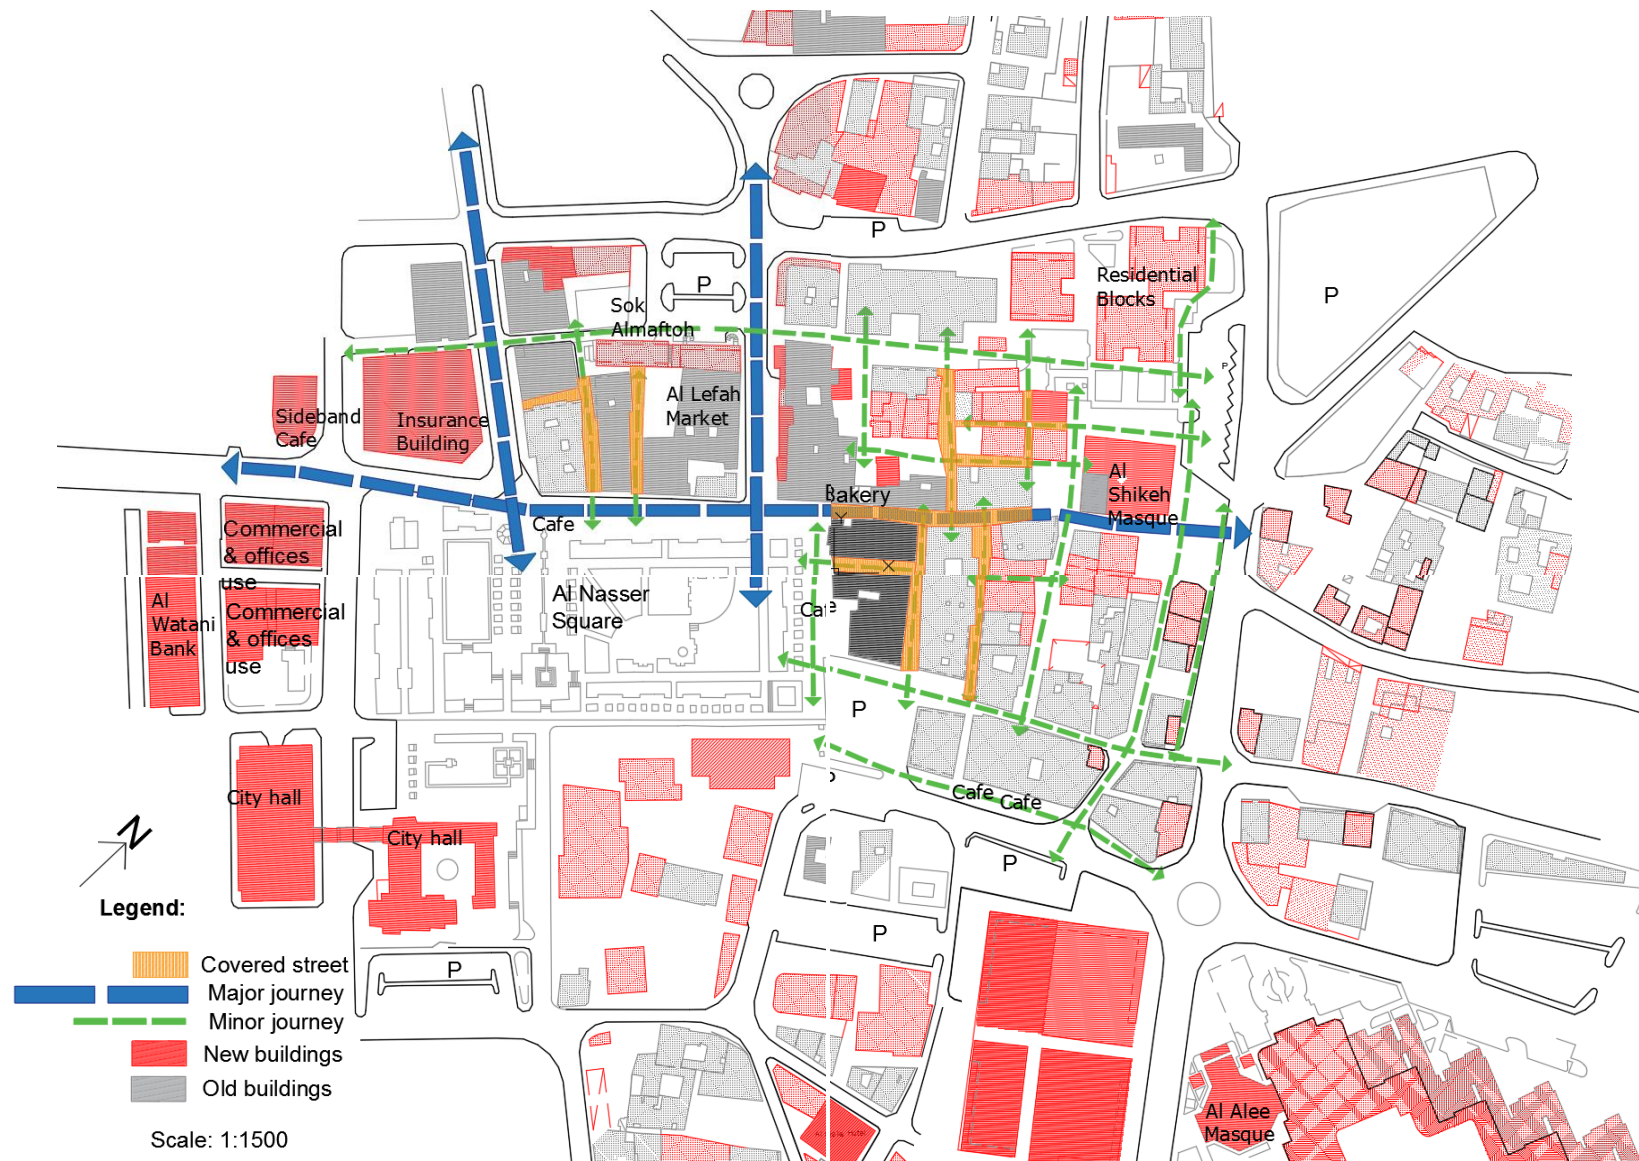 P
Residential
Blocks
P
P
Sok
Almaftoh
P
Al Lefah
Market
Sideband
Cafe
Insurance
Building
Al
Shikeh
Masque
Bakery
Cafe
Commercial
& offices
use
Al
Watani
Bank
Commercial
& offices
use
Al Nasser
Square
Cafe
P
P
City hall
Cafe
Cafe
City hall
N
P
P
P
Legend:
Covered street
Major journey
Minor journey
New buildings
Old buildings
Scale: 1:1500
Al Alee
Masque